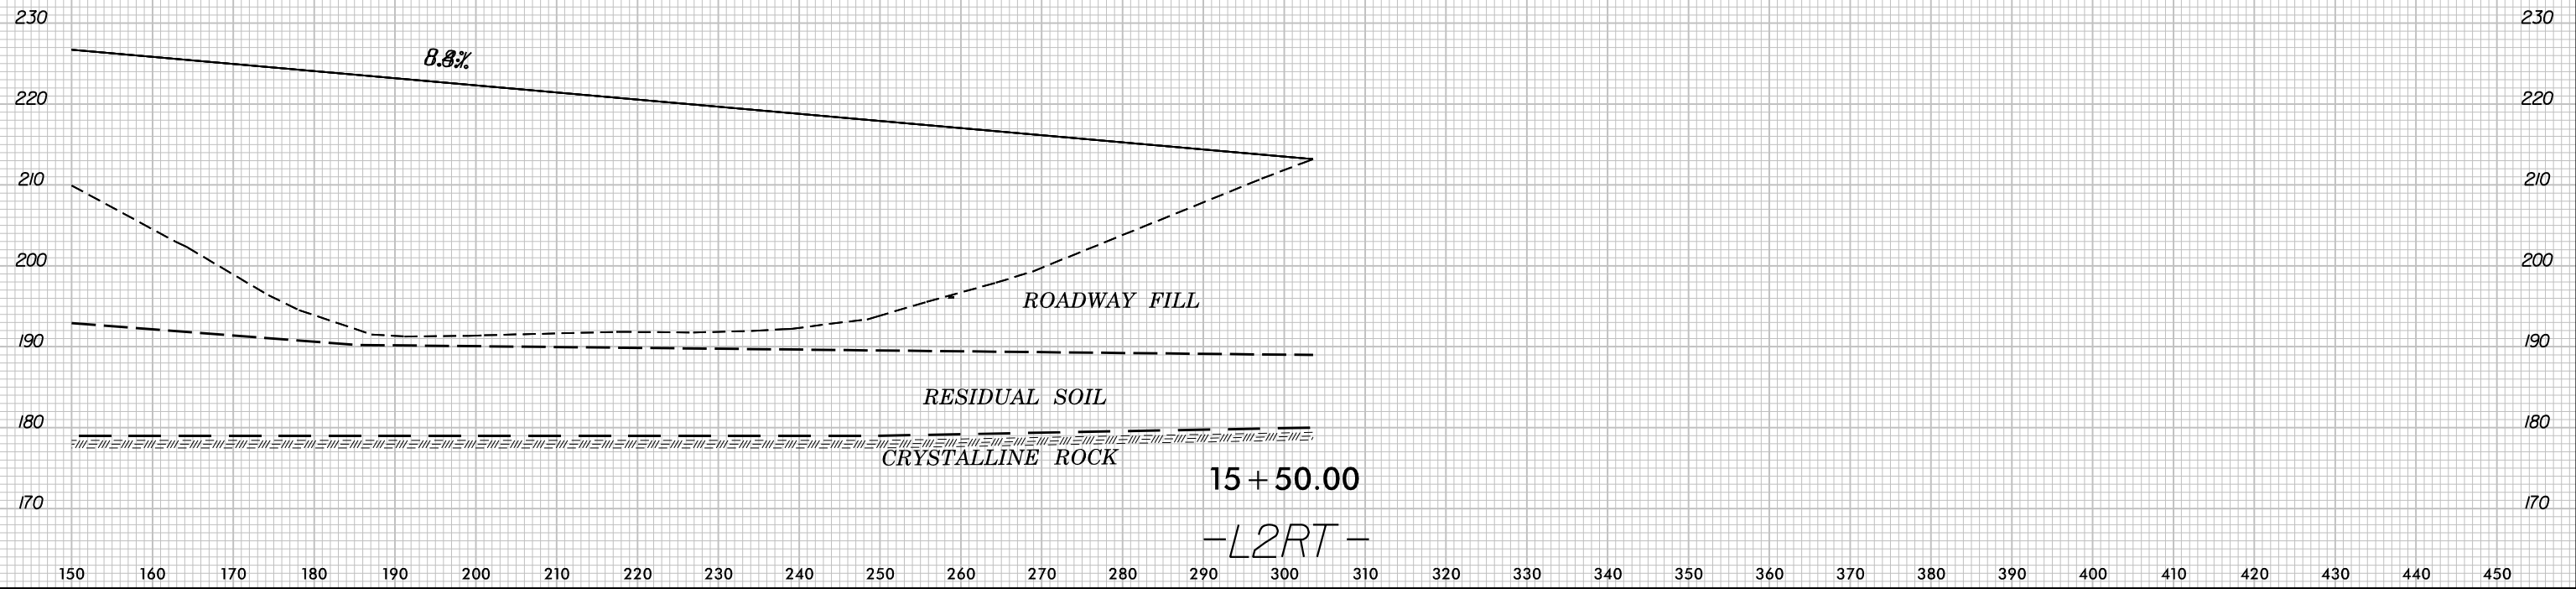 230 230
220 220
210 210
200 200
ROADWAY FILL
190 190
RESIDUAL SOIL
180 180
CRYSTALLINE ROCK
15+50.00
170 170
-L2RT-
150 160 170 180 190 200 210 220 230 240 250 260 270 280 290 300 310 320 330 340 350 360 370 380 390 400 410 420 430 440 450